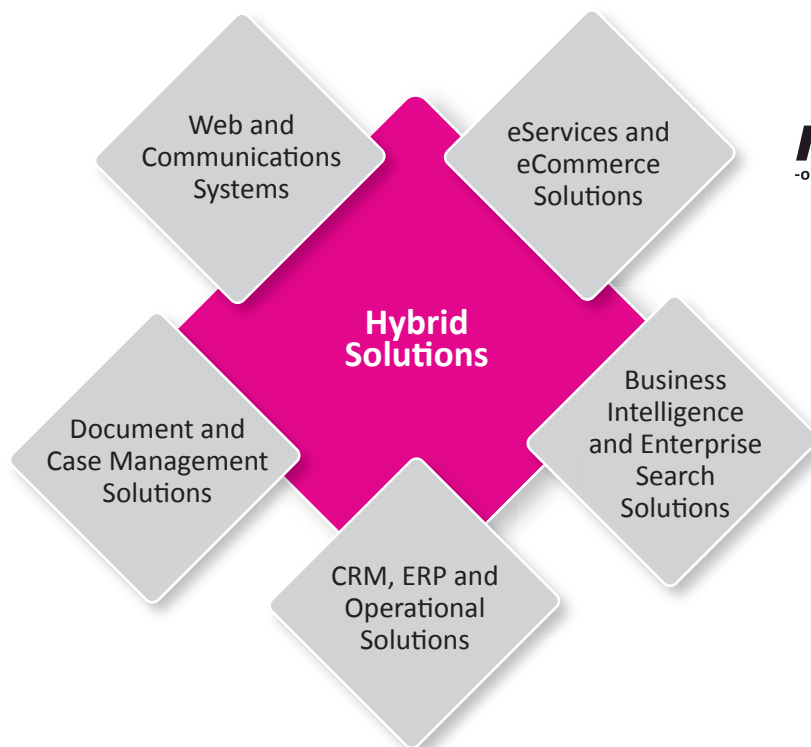 Web and
Communications
Systems
eServices and
eCommerce
Solutions
Hybrid
Solutions
Document and
Case Management
Solutions
Business
Intelligence
and Enterprise
Search
Solutions
CRM, ERP and
Operational
Solutions